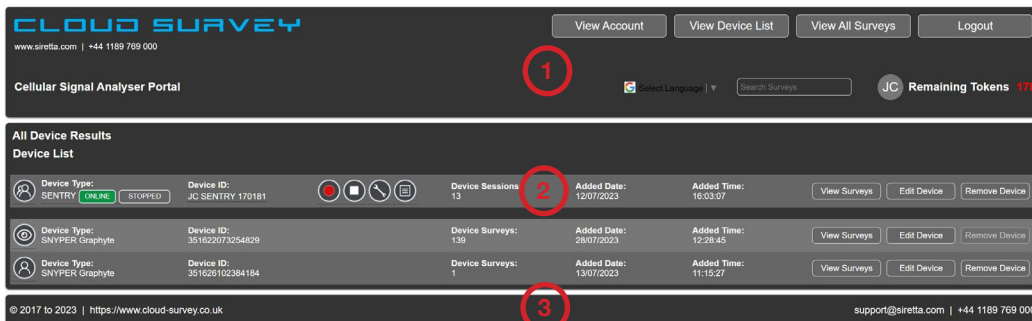 CLOUD SURVEY
View Account View Device List View All Surveys Logout
www.siretta.com | +44 1189 769 000
1
Cellular Signal Analyser Portal Select Language | ▼ Search Surveys JC Remaining Tokens
All Device Results
Device List
Device Type: Device ID: Device Sessions Added Date: Added Time:
SENTRY ONLINE STOPPED JC SENTRY 170181 13 2 12/07/2023 16:03:07 View Surveys Edit Device Remove Device
Device Type: Device ID: Device Surveys: Added Date: Added Time:
SNYPER Graphyte 351622073254829 139 28/07/2023 12:28:45 View Surveys Edit Device Remove Device
Device Type: Device ID: Device Surveys: Added Date: Added Time:
SNYPER Graphyte 351626102384184 1 13/07/2023 11:15:27 View Surveys Edit Device Remove Device
© 2017 to 2023 | https://www.cloud-survey.co.uk 3 support@siretta.com | +44 1189 769 000